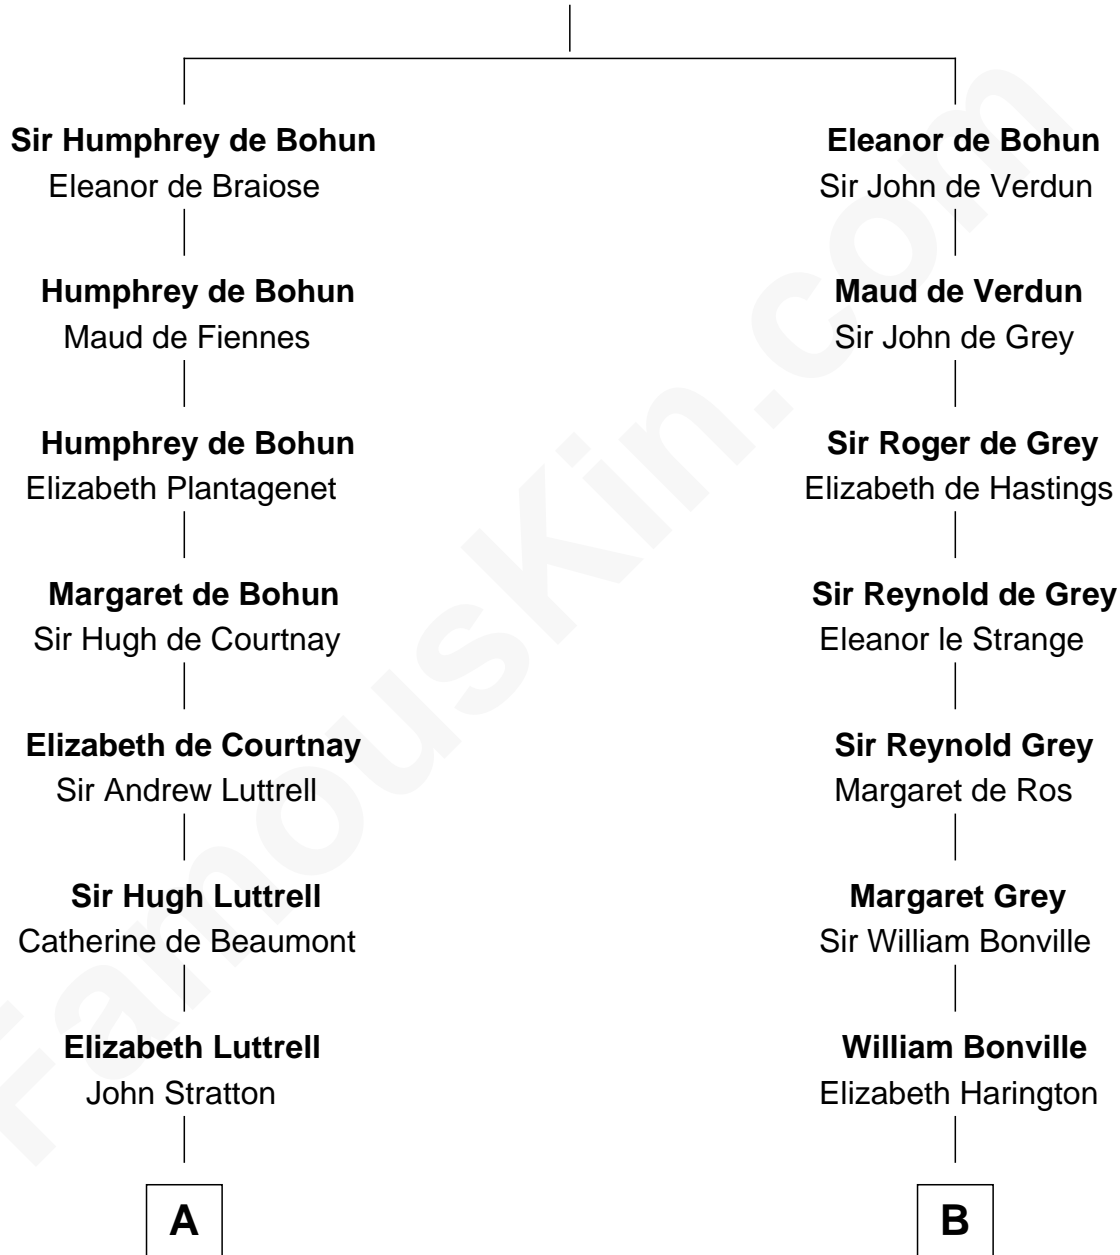 Sir Humphrey de Bohun
Eleanor de Braiose
Humphrey de Bohun
Maud de Fiennes
Humphrey de Bohun
Elizabeth Plantagenet
Margaret de Bohun
Sir Hugh de Courtnay
Elizabeth de Courtnay
Sir Andrew Luttrell
Sir Hugh Luttrell
Catherine de Beaumont
Elizabeth Luttrell
John Stratton
A
Eleanor de Bohun
Sir John de Verdun
Maud de Verdun
Sir John de Grey
Sir Roger de Grey
Elizabeth de Hastings
Sir Reynold de Grey
Eleanor le Strange
Sir Reynold Grey
Margaret de Ros
Margaret Grey
Sir William Bonville
William Bonville
Elizabeth Harington
B
FamousKin.com